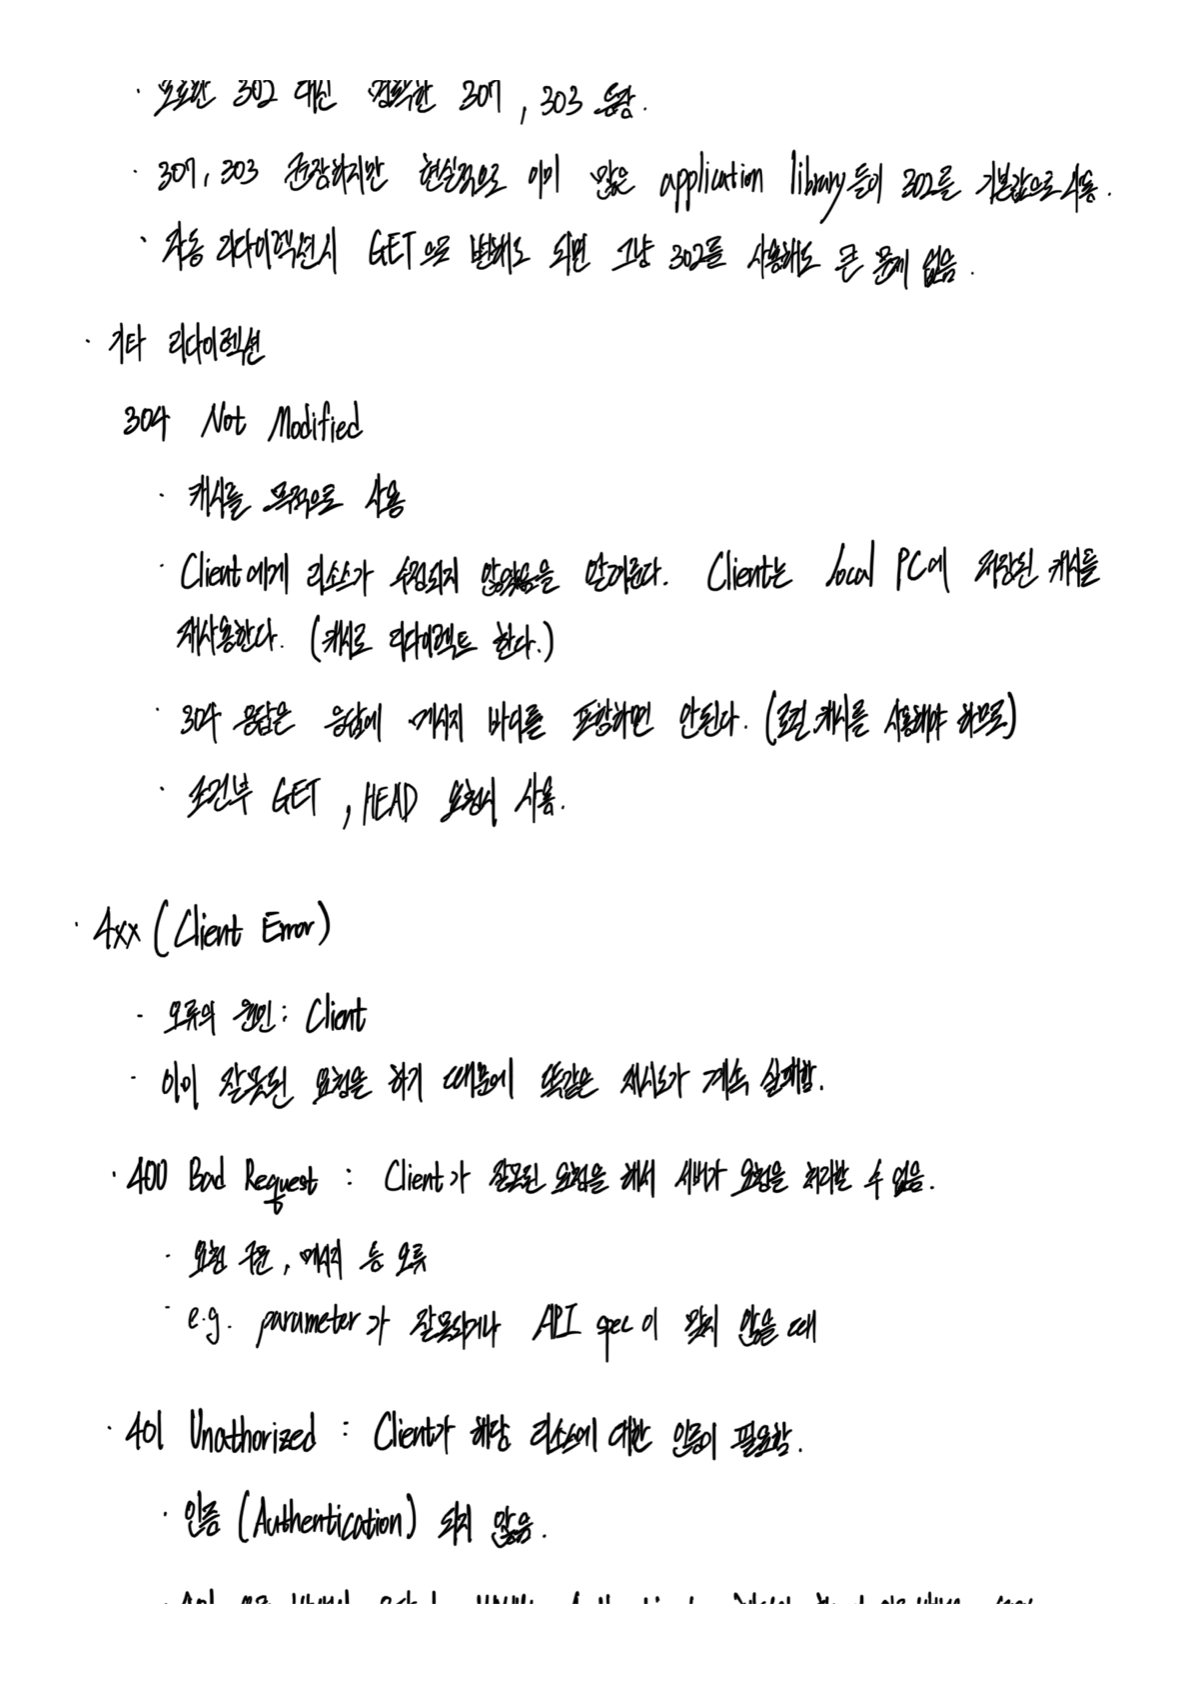 · 모호한 302 대신 명확한 307, 303 등장.
· 307, 303 권장하지만 현실적으로 이미 많은 application library들이 302를 기본값으로 사용.
· 자동 리다이렉션시 GET으로 변해도 되면 그냥 302를 사용해도 큰 문제 없음.
· 기타 리다이렉션
304 Not Modified
· 캐시를 목적으로 사용
· Client에게 리소스가 수정되지 않았음을 알려준다. Client는 local PC에 저장된 캐시를
재사용한다. (캐시로 리다이렉트 한다.)
· 304 응답은 응답에 메시지 바디를 포함하면 안된다. (로컬 캐시를 사용해야 하므로)
· 조건부 GET, HEAD 요청시 사용.
· 4xx (Client Error)
- 오류의 원인 : Client
- 이미 잘못된 요청을 하기 때문에 똑같은 재시도가 계속 실패함.
· 400 Bad Request : Client가 잘못된 요청을 해서 서버가 요청을 처리할 수 없음.
· 요청 구문, 메시지 등 오류
- e.g. parameter가 잘못되거나 API spec이 맞지 않을 때
· 401 Unathorized : Client가 해당 리소스에 대한 인증이 필요함.
· 인증 (Authentication) 되지 않음.